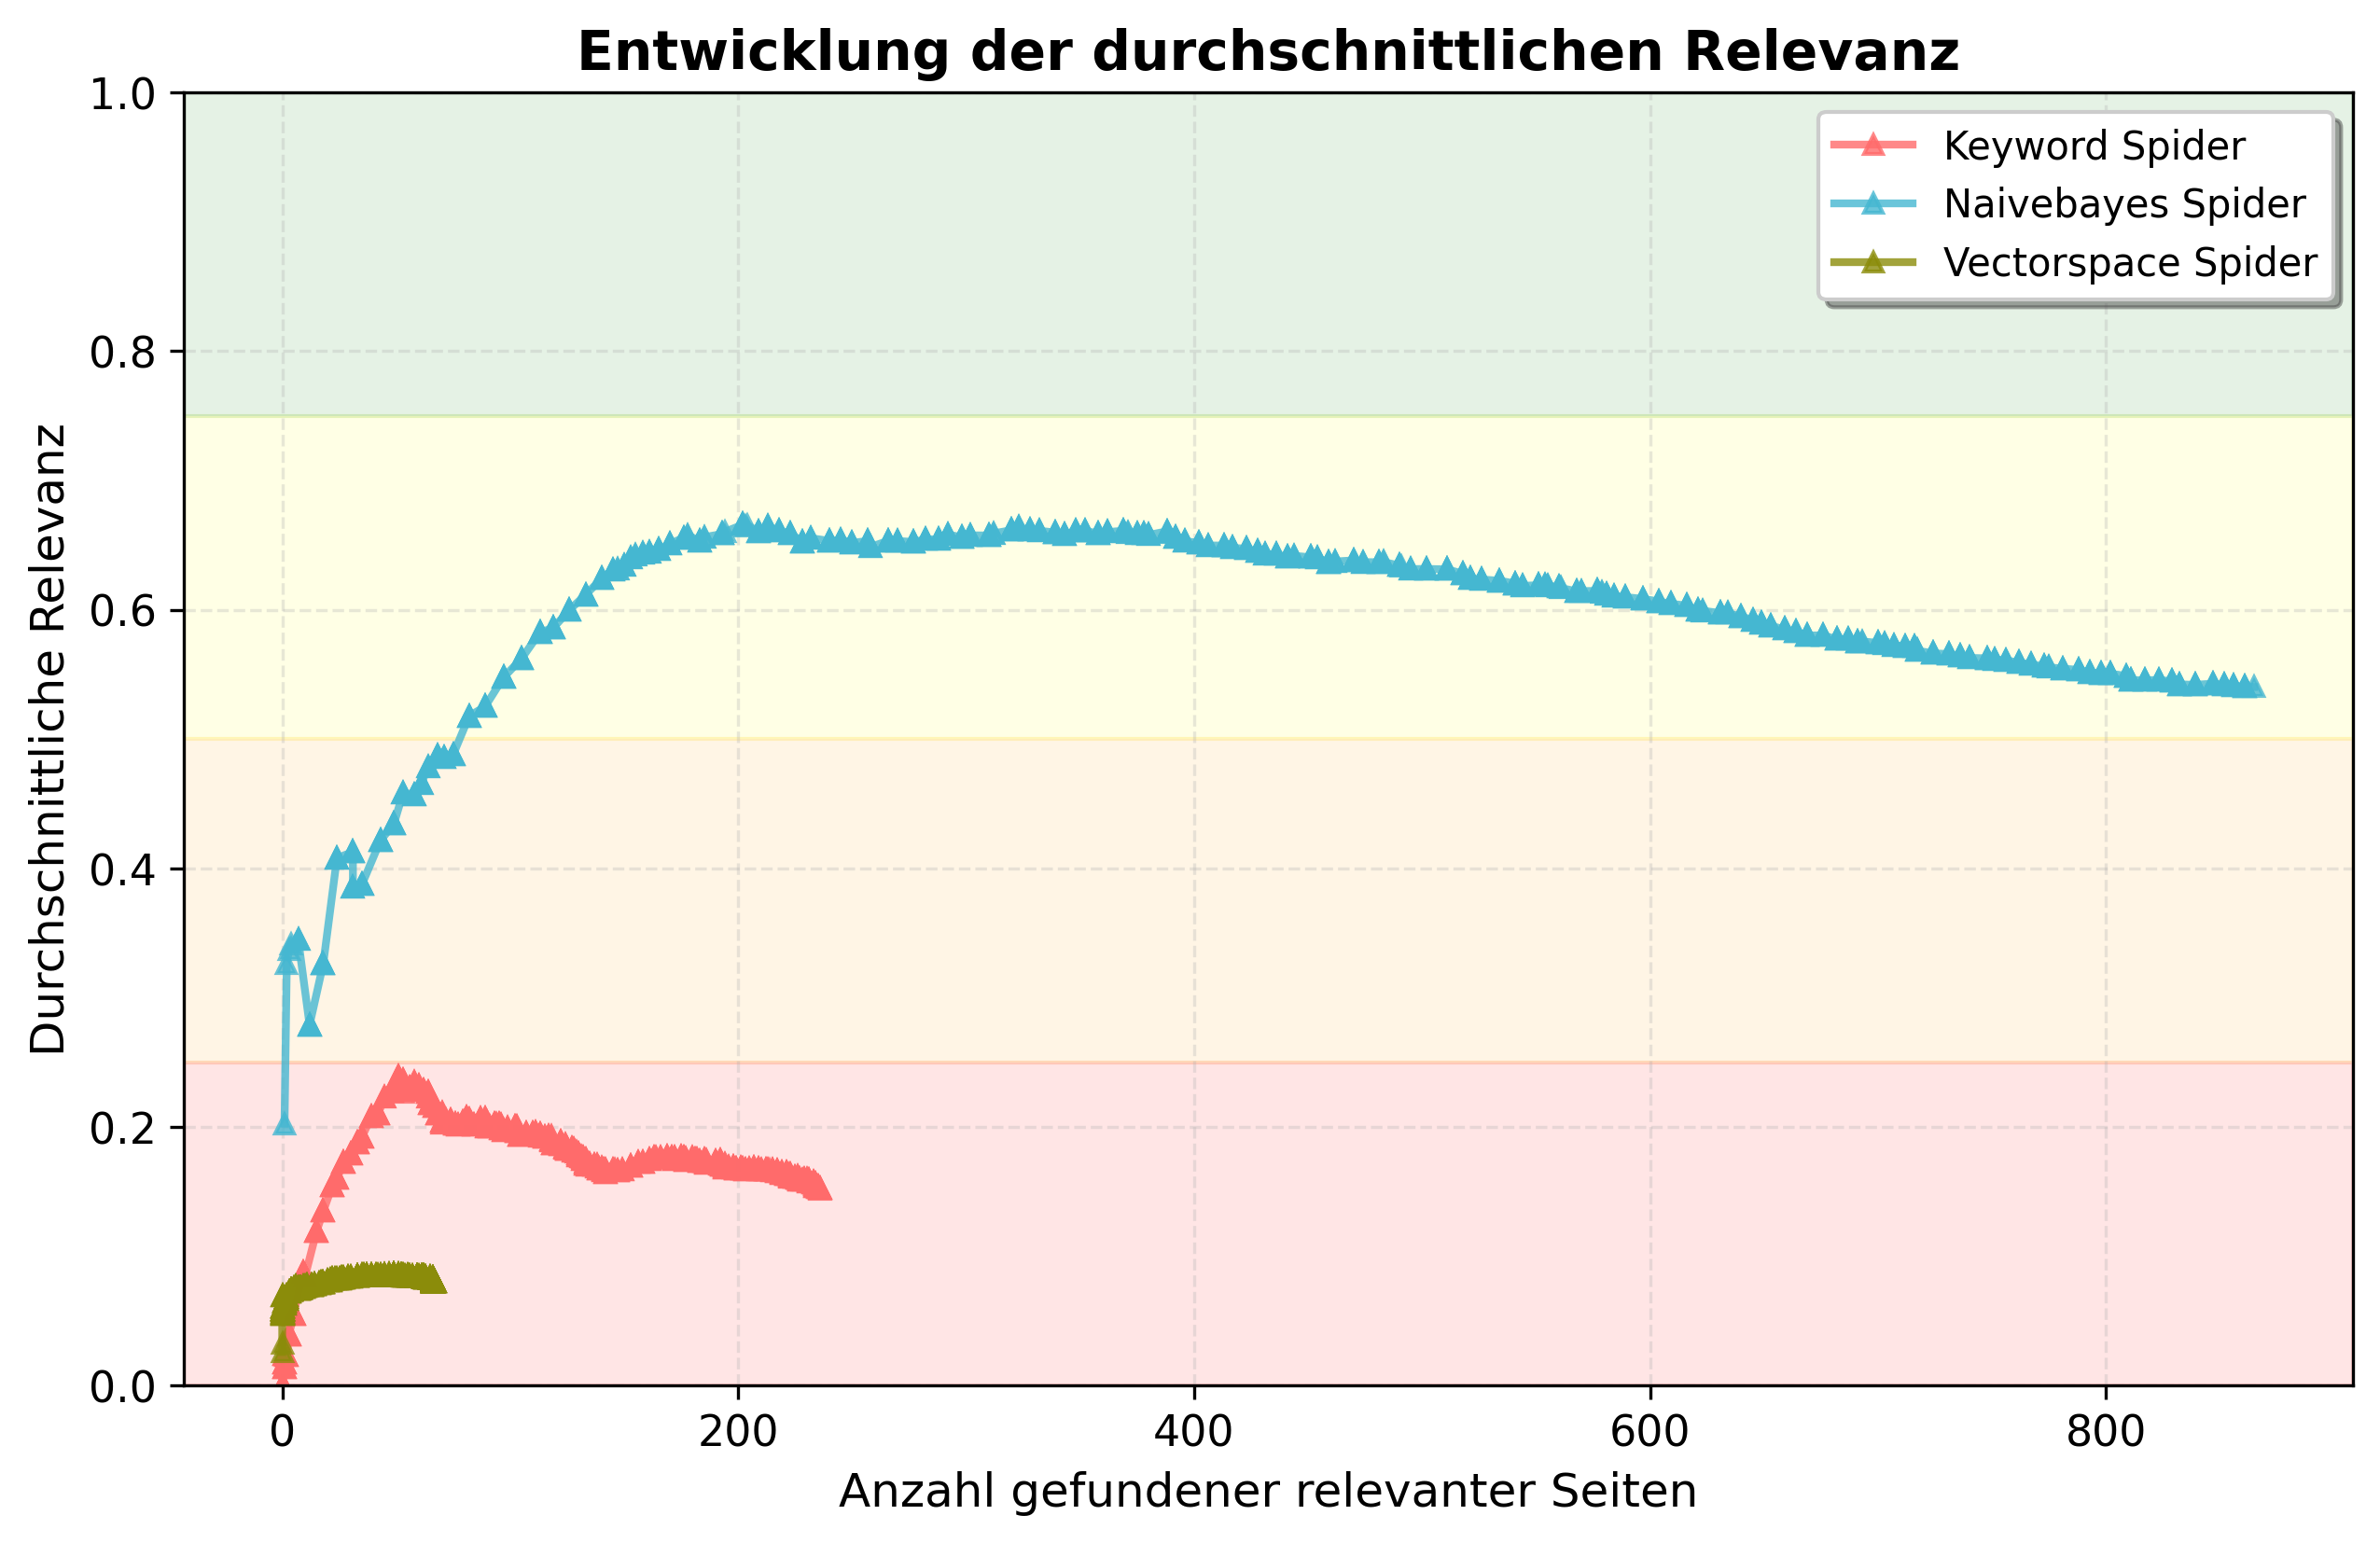 Entwicklung der durchschnittlichen Relevanz
Durchschnittliche Relevanz
1.0
0.8
0.6
0.4
0.2
0.0
Keyword Spider
Naivebayes Spider
Vectorspace Spider
0 200 400 600 800
Anzahl gefundener relevanter Seiten